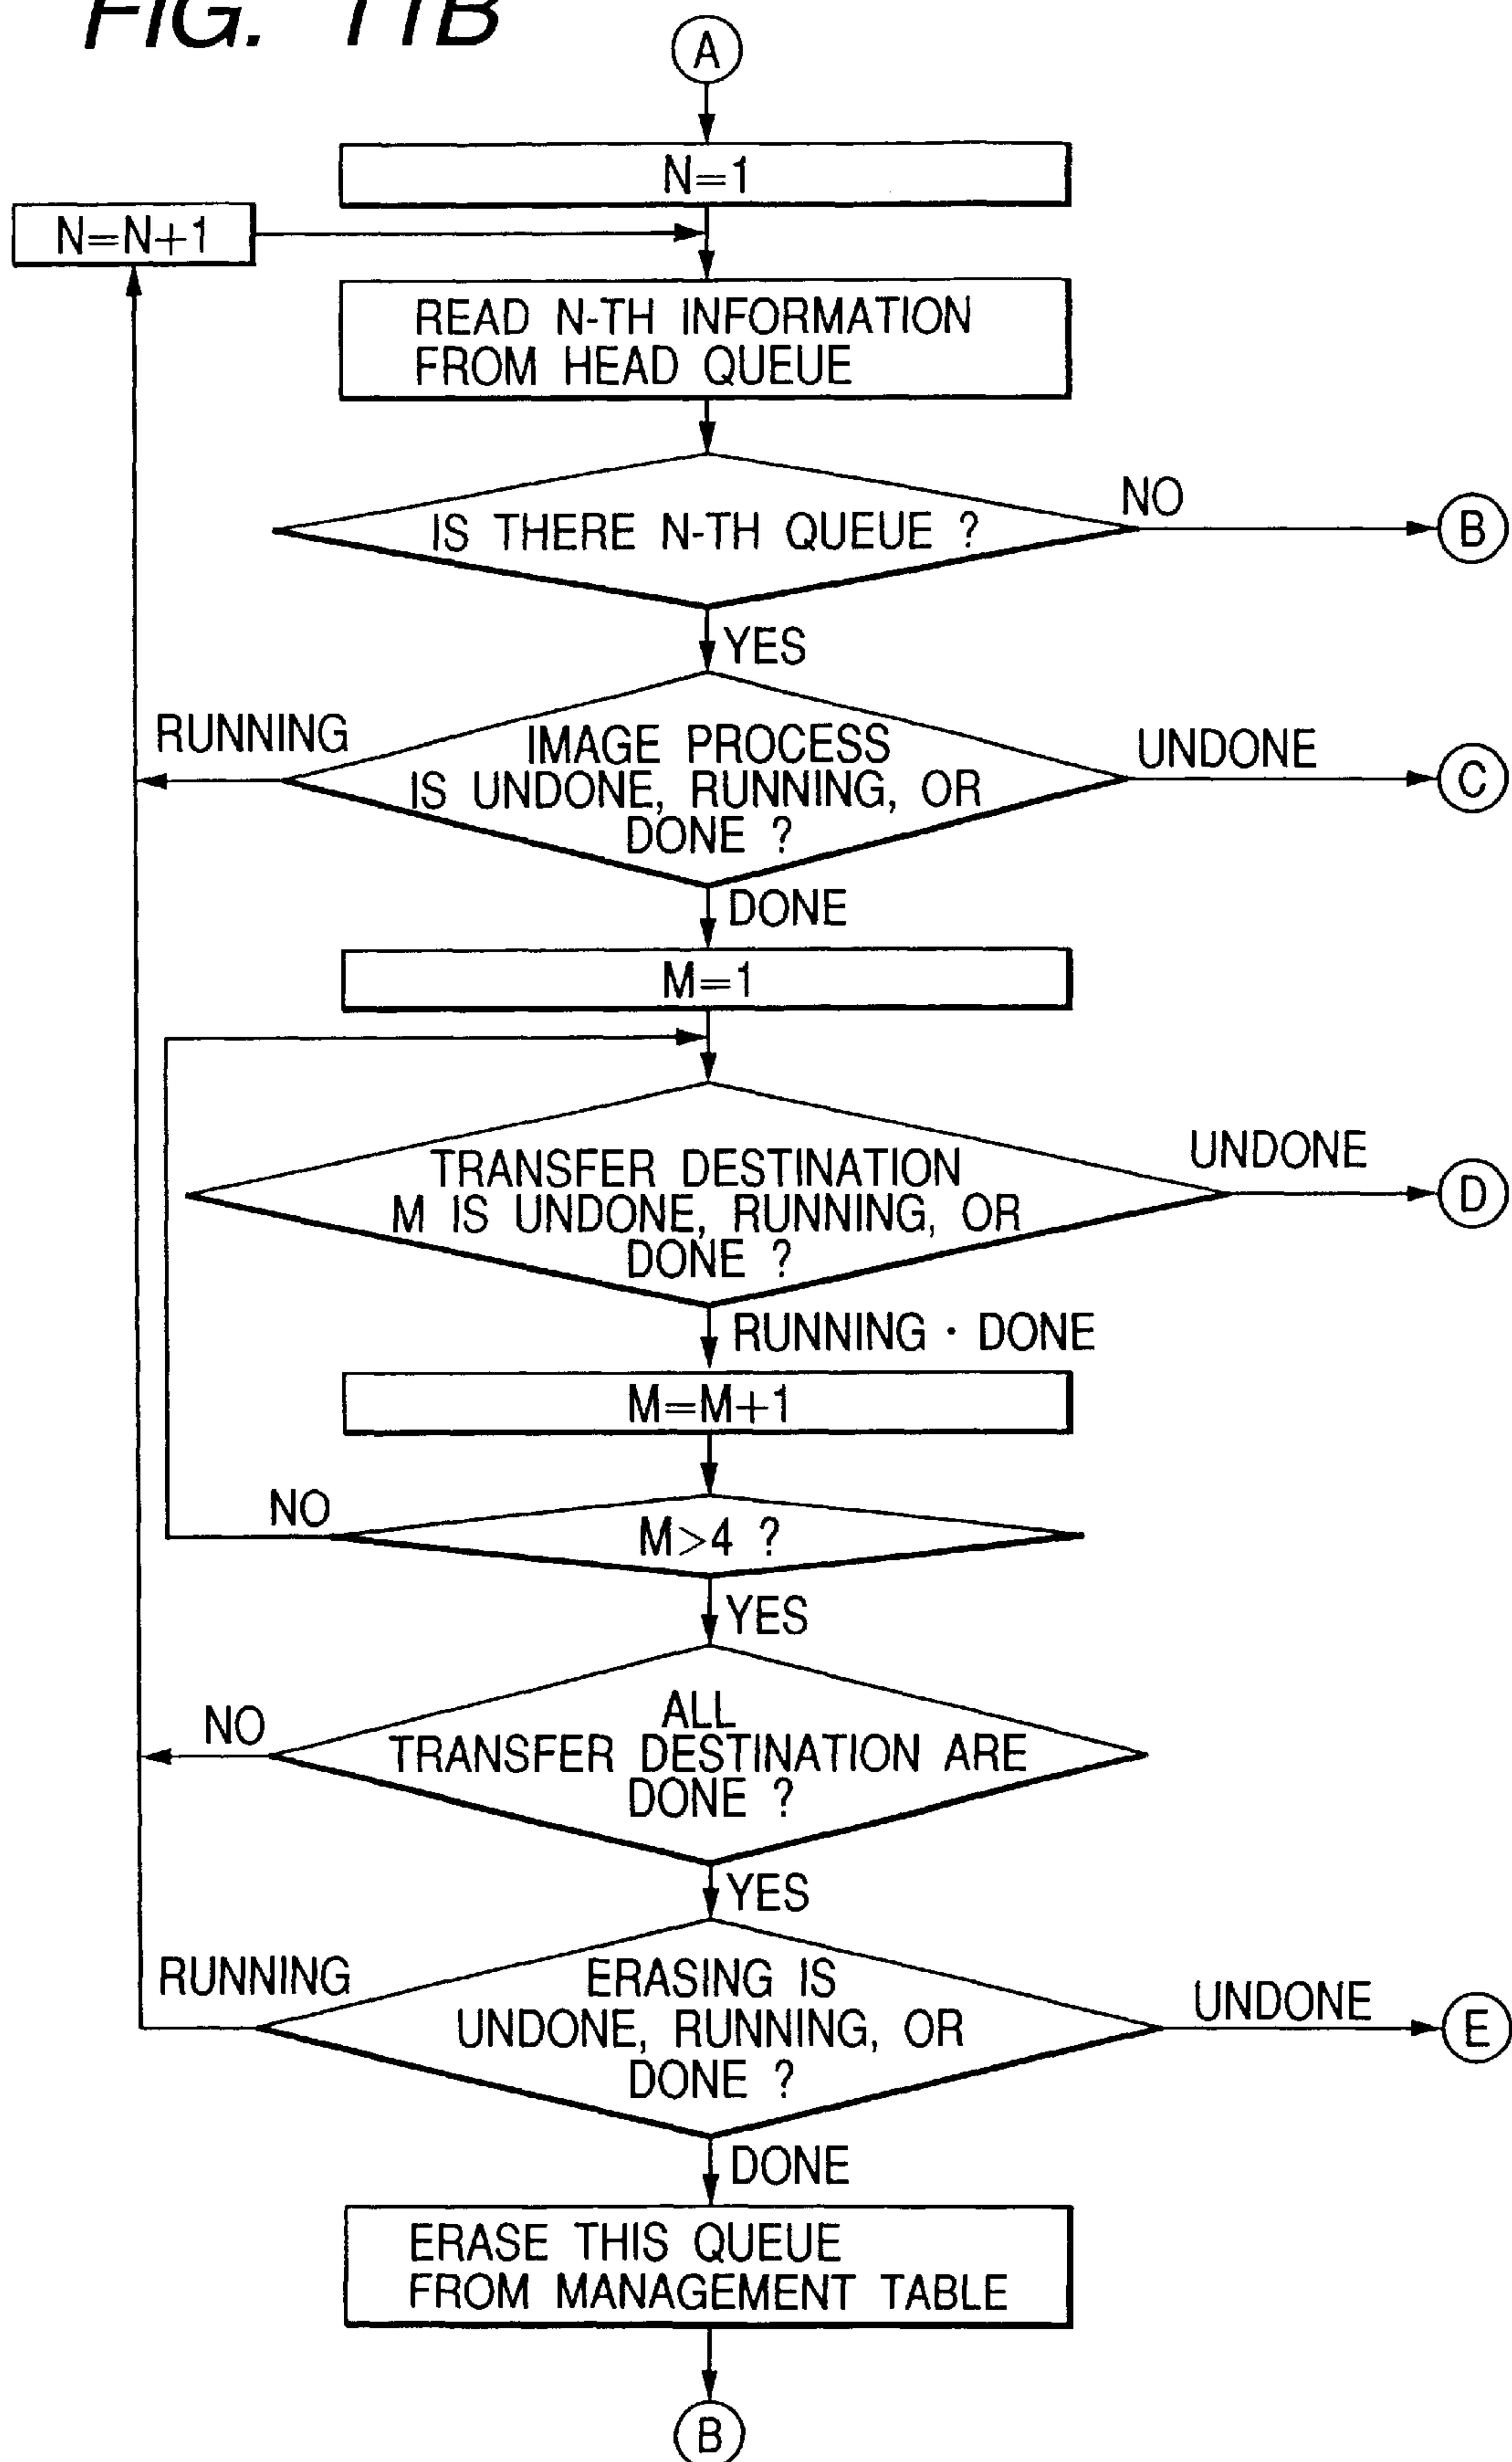 FIG. 11B
A
N=1
N=N+1
READ N-TH INFORMATION
FROM HEAD QUEUE
IS THERE N-TH QUEUE ?
NO
B
YES
RUNNING
IMAGE PROCESS
IS UNDONE, RUNNING, OR
DONE ?
UNDONE
C
DONE
M=1
TRANSFER DESTINATION
M IS UNDONE, RUNNING, OR
DONE ?
UNDONE
D
RUNNING · DONE
M=M+1
NO
M>4 ?
YES
NO
ALL
TRANSFER DESTINATION ARE
DONE ?
YES
RUNNING
ERASING IS
UNDONE, RUNNING, OR
DONE ?
UNDONE
E
DONE
ERASE THIS QUEUE
FROM MANAGEMENT TABLE
B